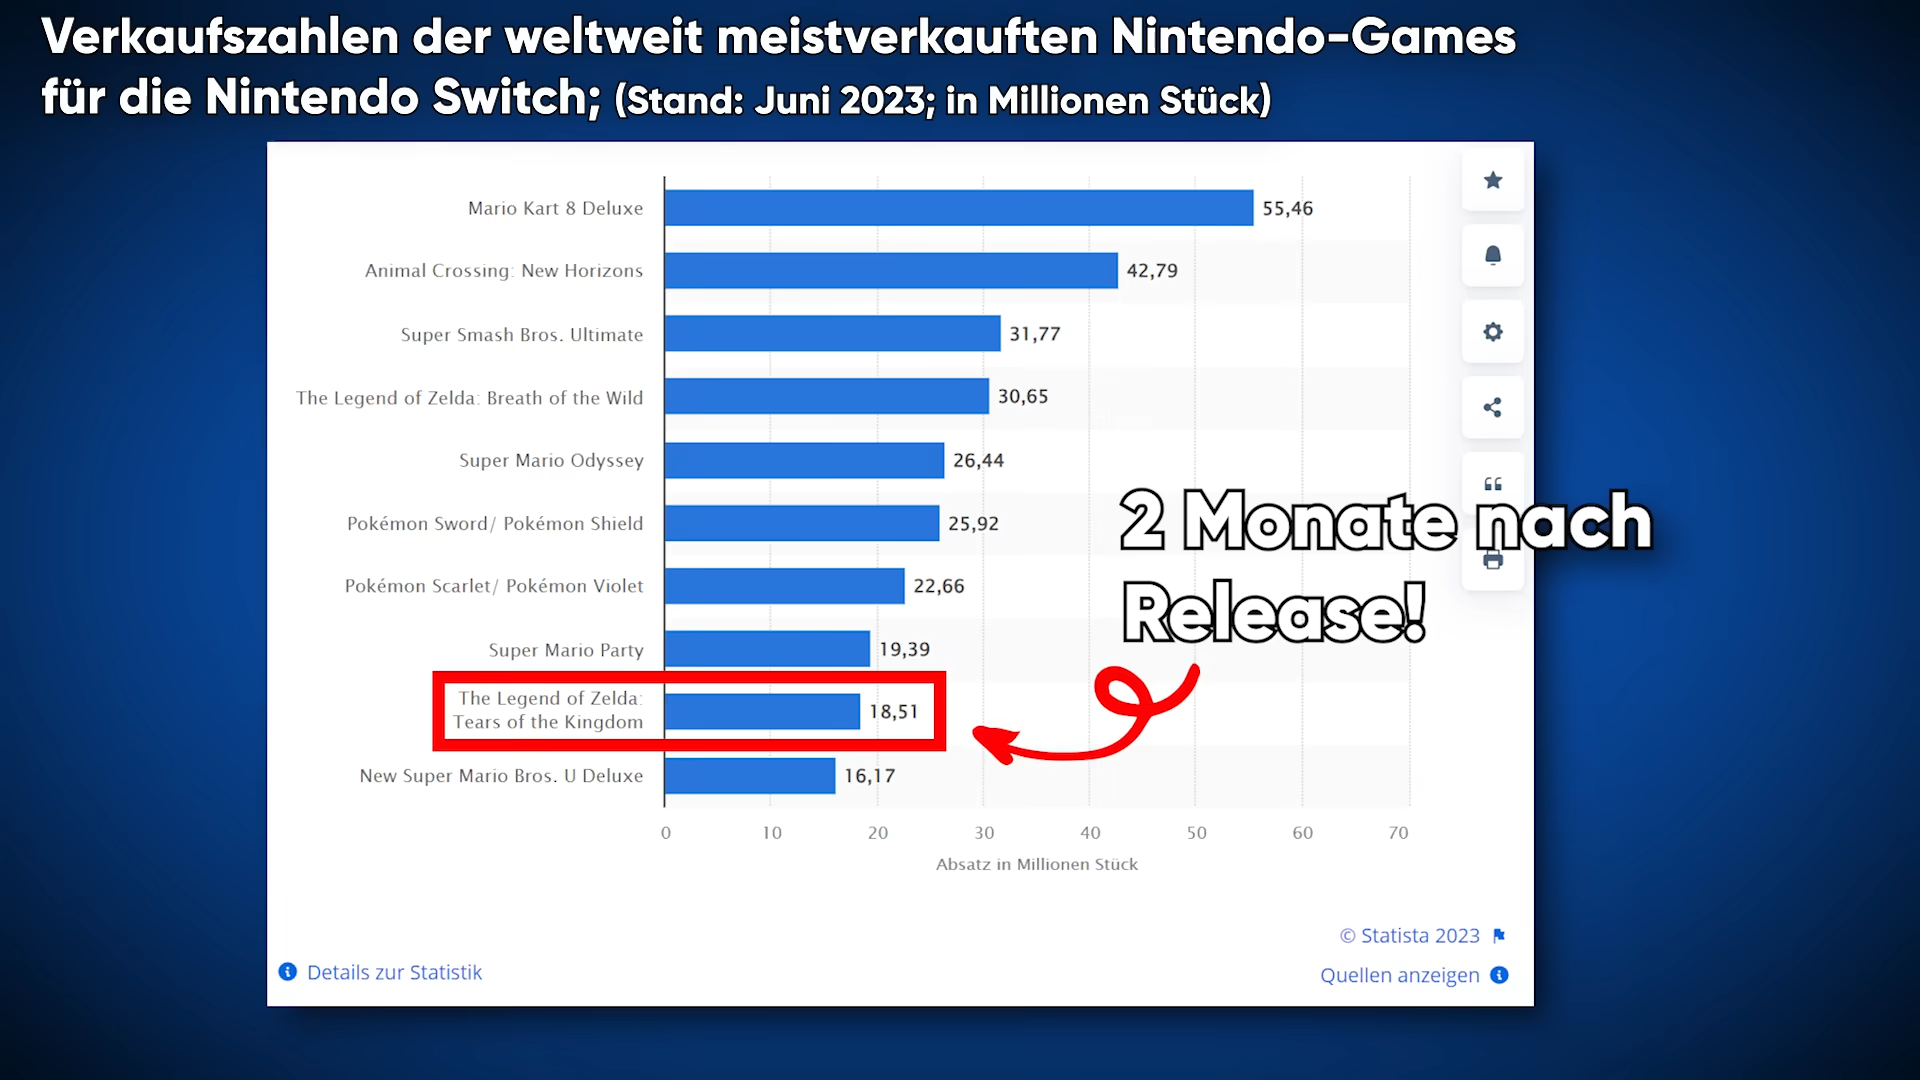 Verkaufszahlen der weltweit meistverkauften Nintendo-Games
für die Nintendo Switch; (Stand: Juni 2023; in Millionen Stück)
Mario Kart 8 Deluxe 55,46
Animal Crossing: New Horizons 42,79
Super Smash Bros. Ultimate 31,77
The Legend of Zelda: Breath of the Wild 30,65
Super Mario Odyssey 26,44
Pokémon Sword/ Pokémon Shield 25,92
2 Monate nach
Release!
Pokémon Scarlet/ Pokémon Violet 22,66
Super Mario Party 19,39
The Legend of Zelda:
Tears of the Kingdom 18,51
New Super Mario Bros. U Deluxe 16,17
0 10 20 30 40 50 60 70
Absatz in Millionen Stück
© Statista 2023
Details zur Statistik
Quellen anzeigen